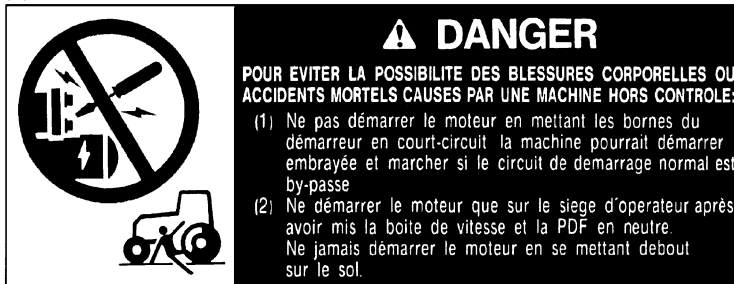 DANGER
POUR EVITER LA POSSIBILITE DES BLESSURES CORPORELLES OU
ACCIDENTS MORTELS CAUSES PAR UNE MACHINE HORS CONTROLE:
(1) Ne pas démarrer le moteur en mettant les bornes du
démarreur en court-circuit la machine pourrait démarrer
embrayée et marcher si le circuit de demarrage normal est
by-passe
(2) Ne démarrer le moteur que sur le siege d'operateur après
avoir mis la boite de vitesse et la PDF en neutre.
Ne jamais démarrer le moteur en se mettant debout
sur le sol.